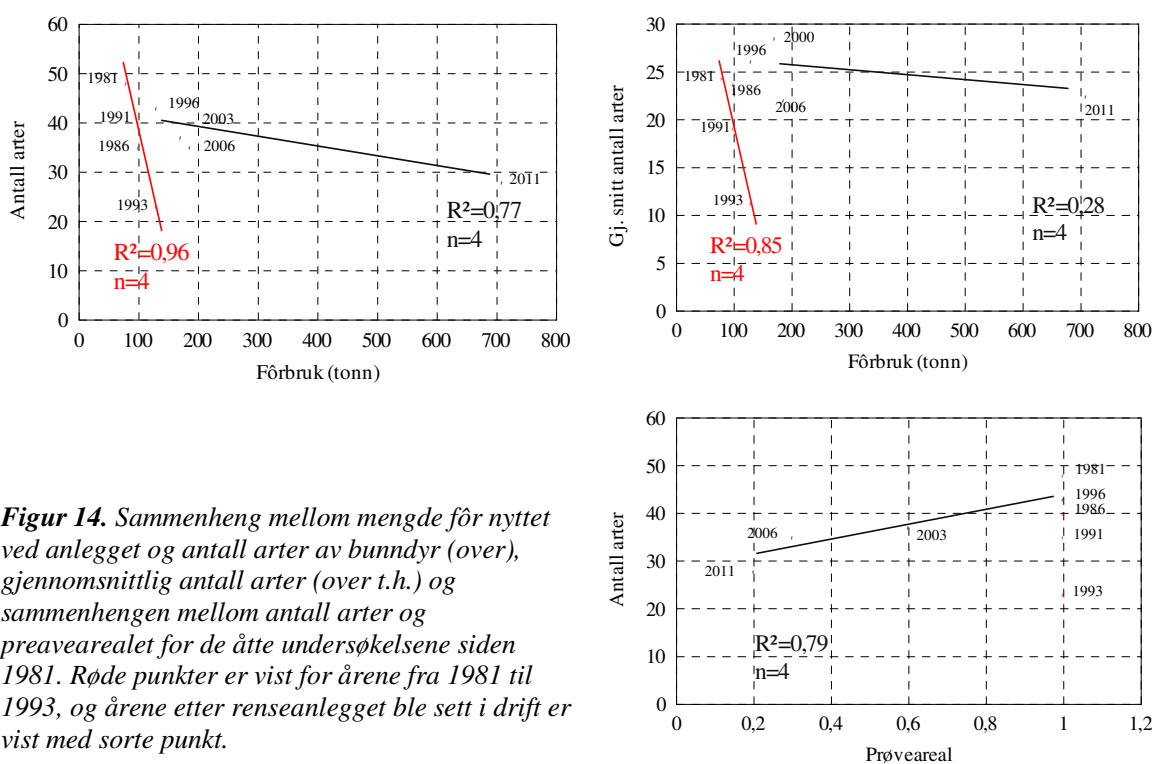 60
50
40
30
20
10
0
Antall arter
1981
1991
1986
1993
1996
2003
2006
2011
R²=0,77
n=4
R²=0,96
n=4
0 100 200 300 400 500 600 700 800
Fôrbruk (tonn)
30
25
20
15
10
5
0
Gj. snitt antall arter
2000
1996
1981
1986
2006
1991
1993
2011
R²=0,28
n=4
R²=0,85
n=4
0 100 200 300 400 500 600 700 800
Fôrbruk (tonn)
60
50
40
30
20
10
0
Antall arter
1981
1996
1986
1991
1993
2006
2003
2011
R²=0,79
n=4
0 0,2 0,4 0,6 0,8 1 1,2
Prøveareal
Figur 14. Sammenheng mellom mengde fôr nyttet
ved anlegget og antall arter av bunndyr (over),
gjennomsnittlig antall arter (over t.h.) og
sammenhengen mellom antall arter og
preavearealet for de åtte undersøkelsene siden
1981. Røde punkter er vist for årene fra 1981 til
1993, og årene etter renseanlegget ble sett i drift er
vist med sorte punkt.